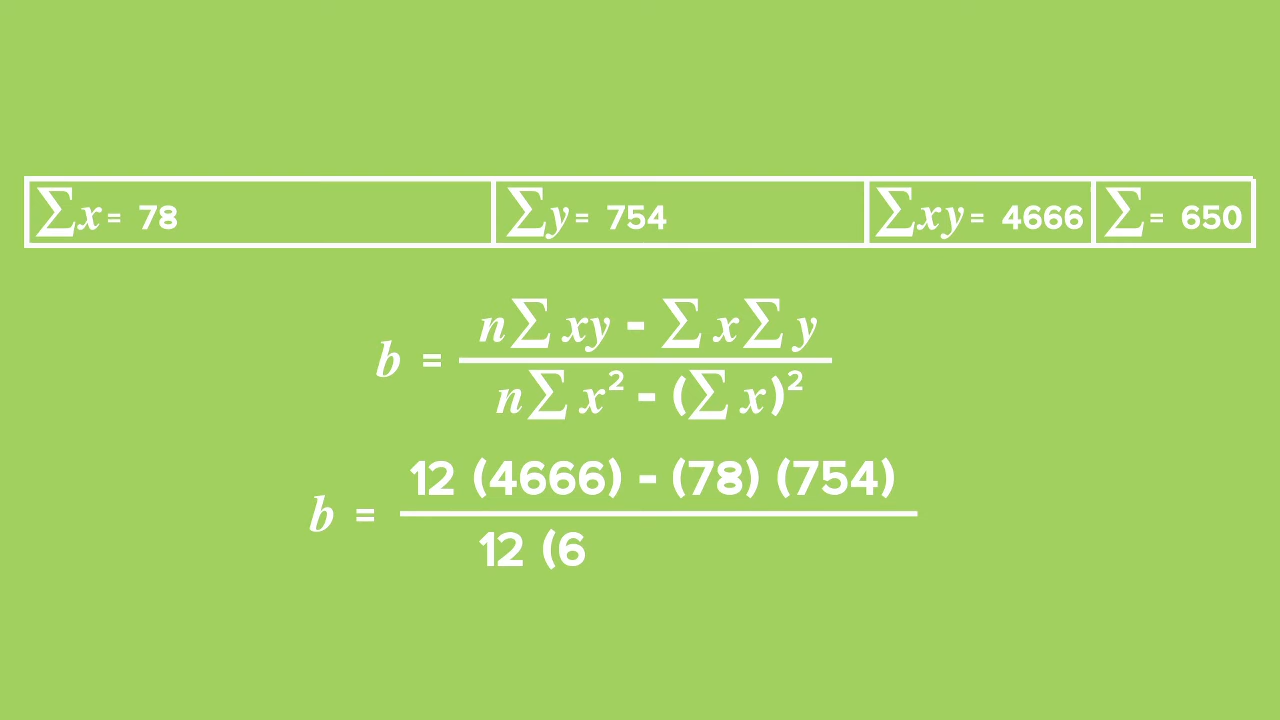 ∑x = 78 ∑y = 754 ∑xy = 4666 ∑ = 650
b = n∑xy - ∑x∑y / n∑x² - (∑x)²
b = 12 (4666) - (78) (754) / 12 (6